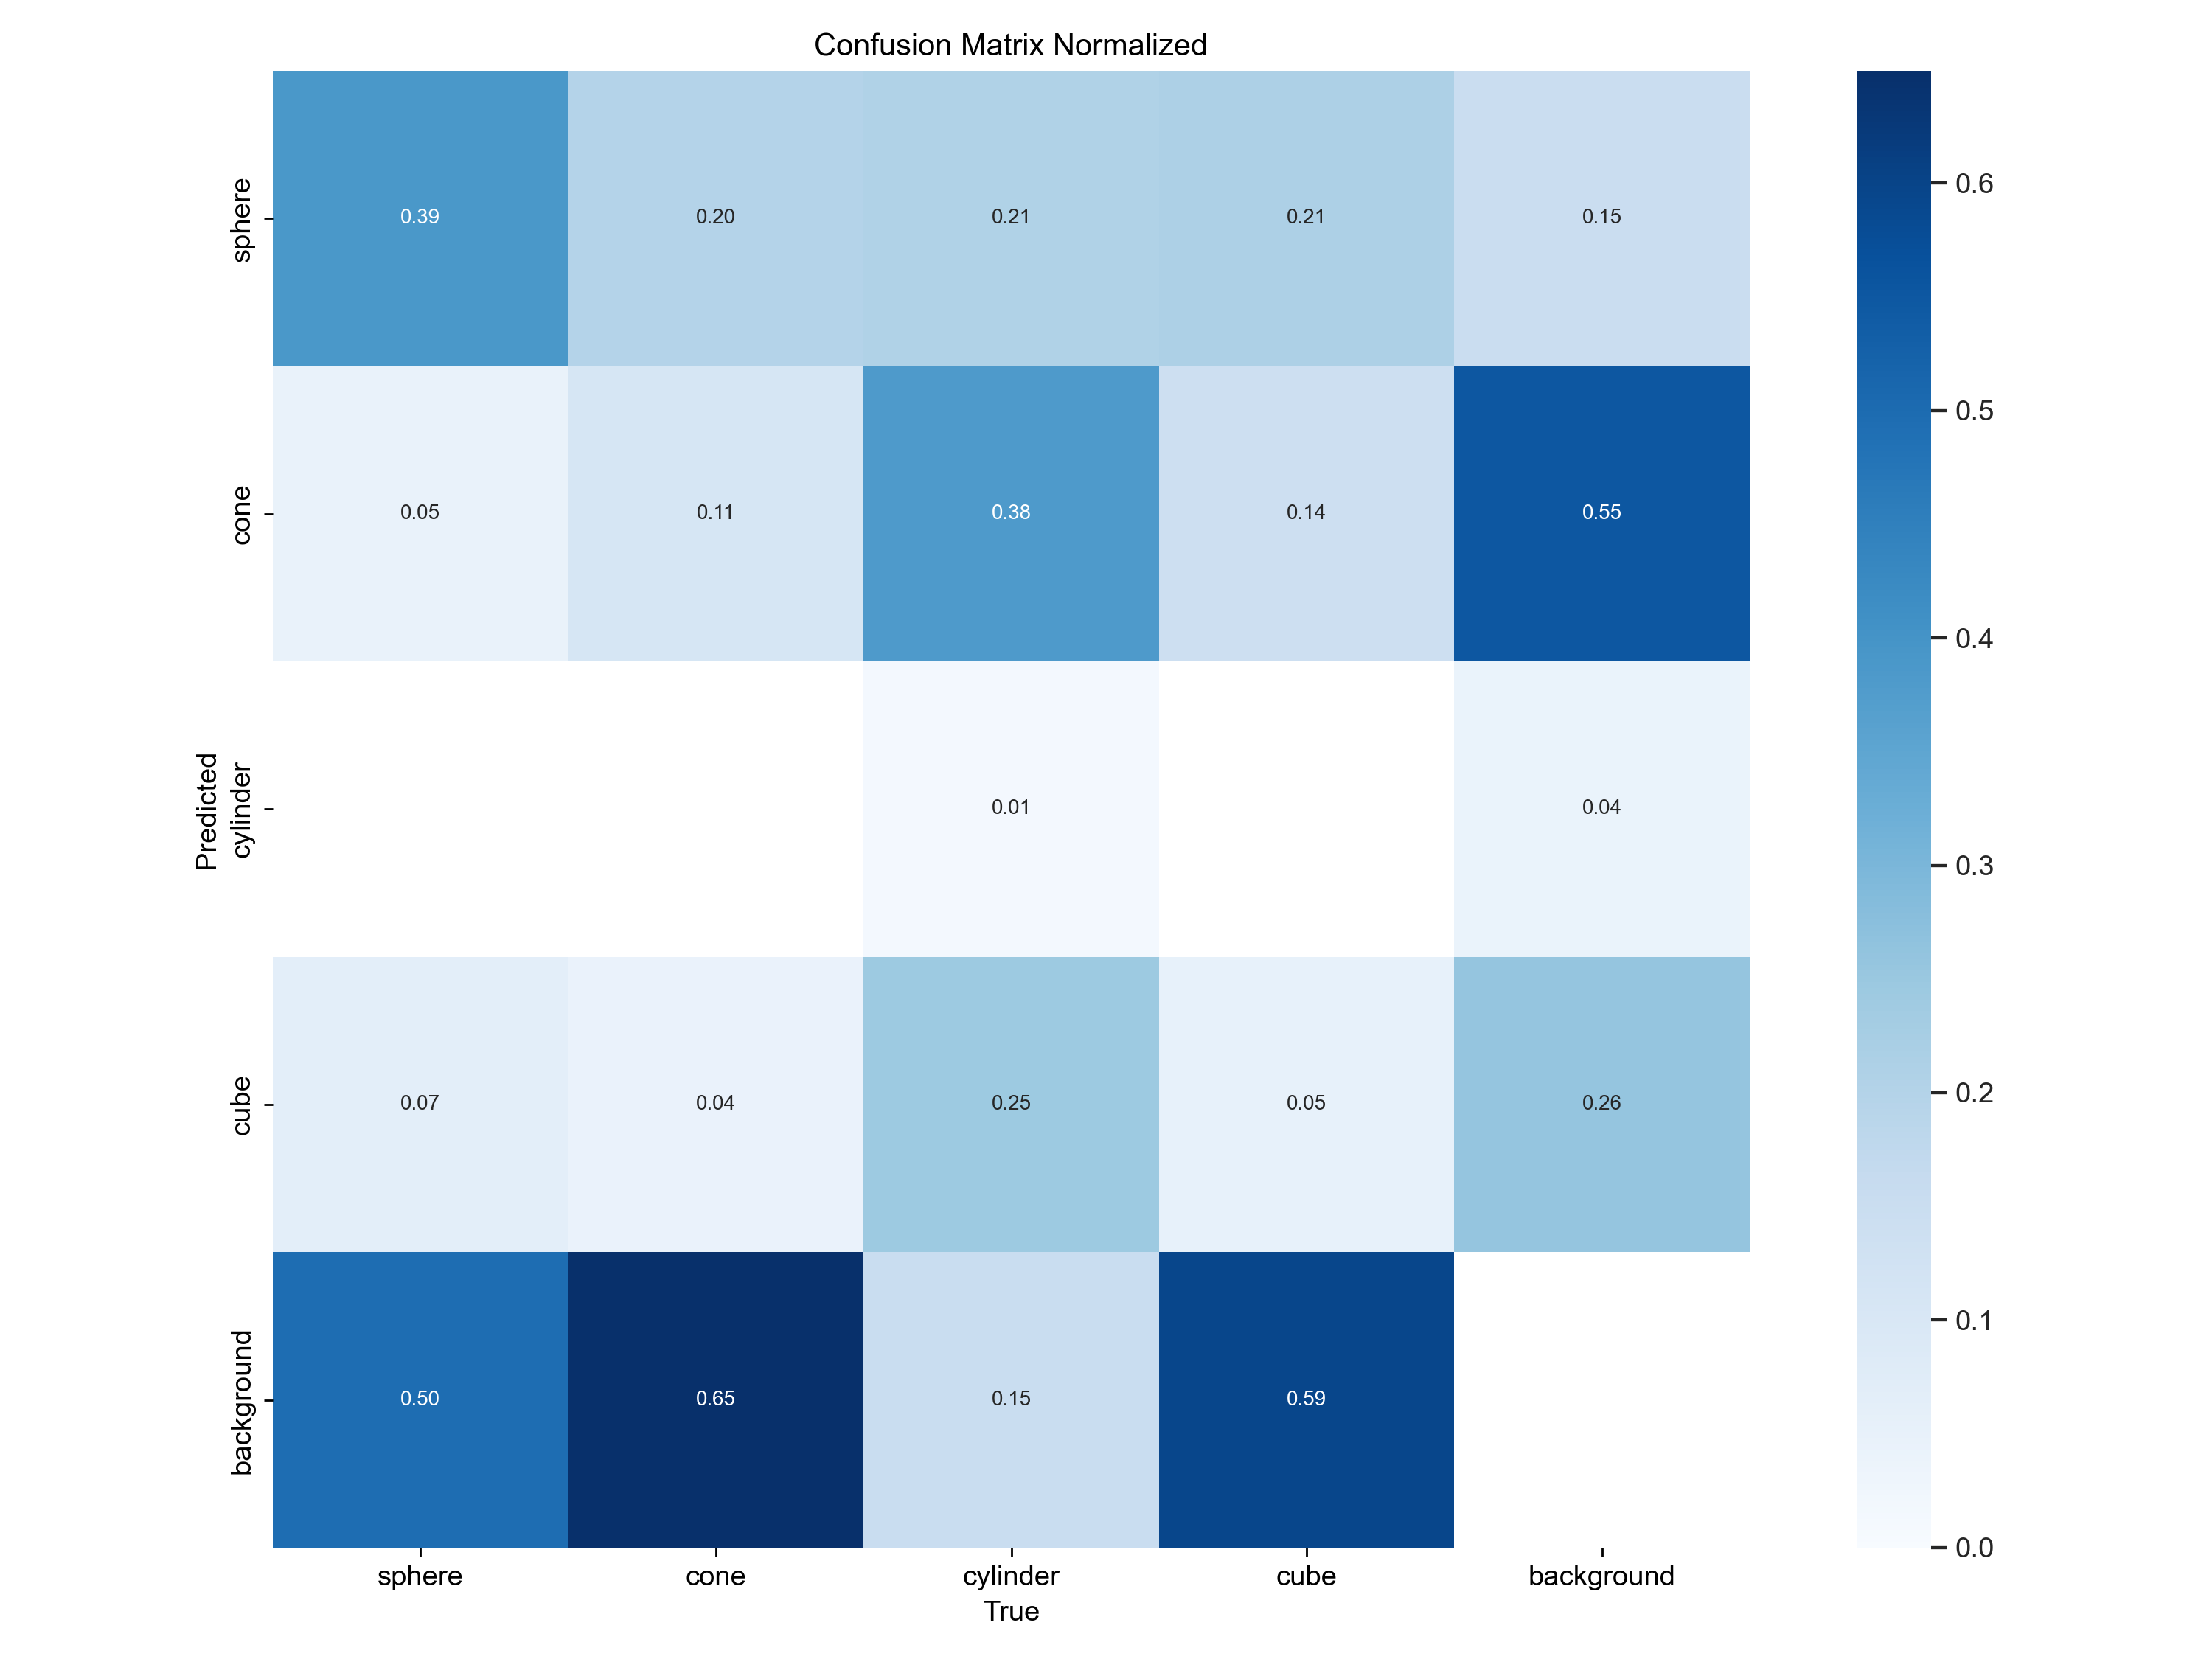 Confusion Matrix Normalized
sphere
0.39
0.20
0.21
0.21
0.15
0.6
0.5
cone
0.05
0.11
0.38
0.14
0.55
0.4
Predicted
cylinder
0.01
0.04
0.3
cube
0.07
0.04
0.25
0.05
0.26
0.2
0.1
background
0.50
0.65
0.15
0.59
0.0
sphere
cone
cylinder
cube
background
True